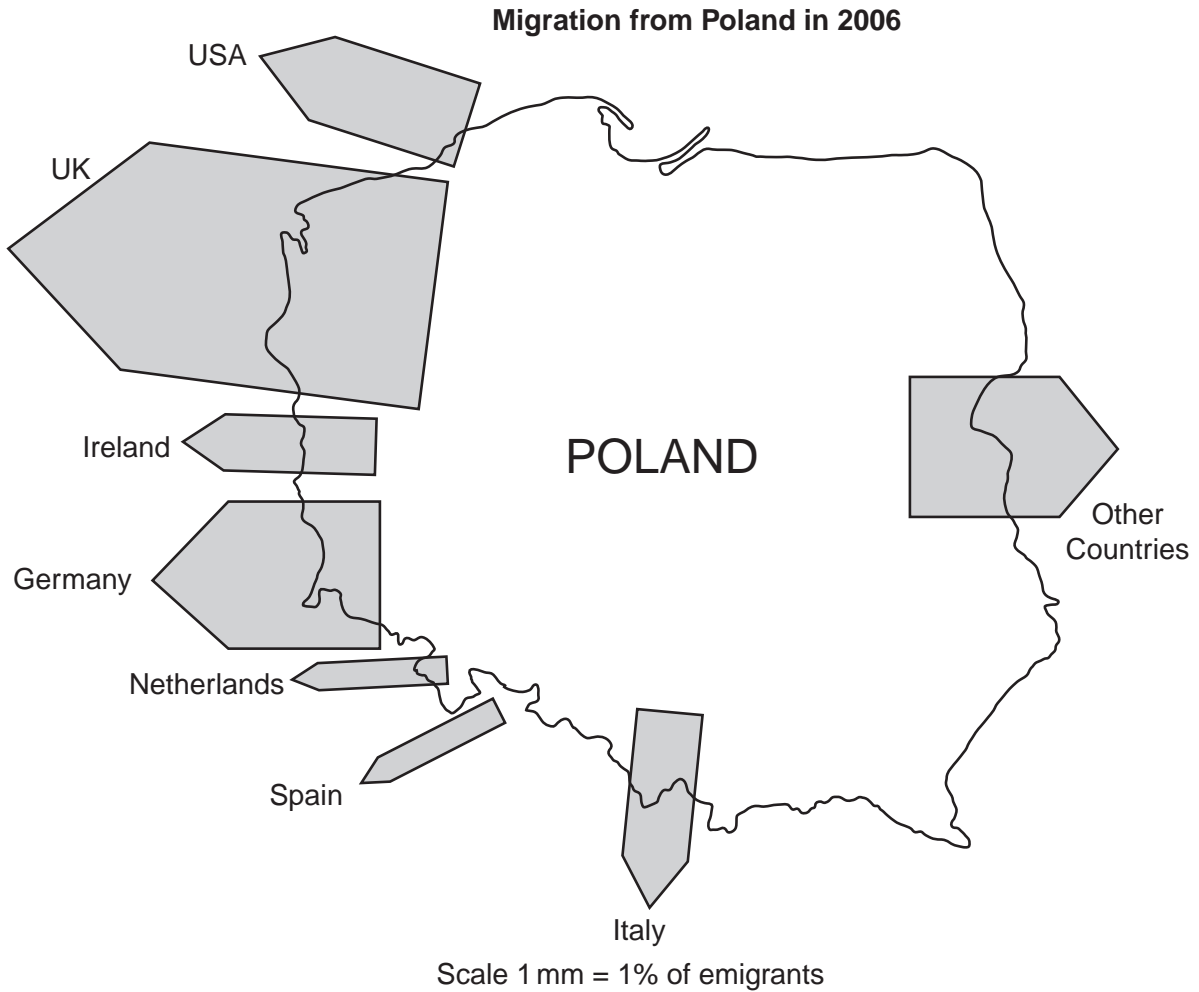 Migration from Poland in 2006
USA
UK
Ireland
POLAND
Other
Countries
Germany
Netherlands
Spain
Italy
Scale 1 mm = 1% of emigrants